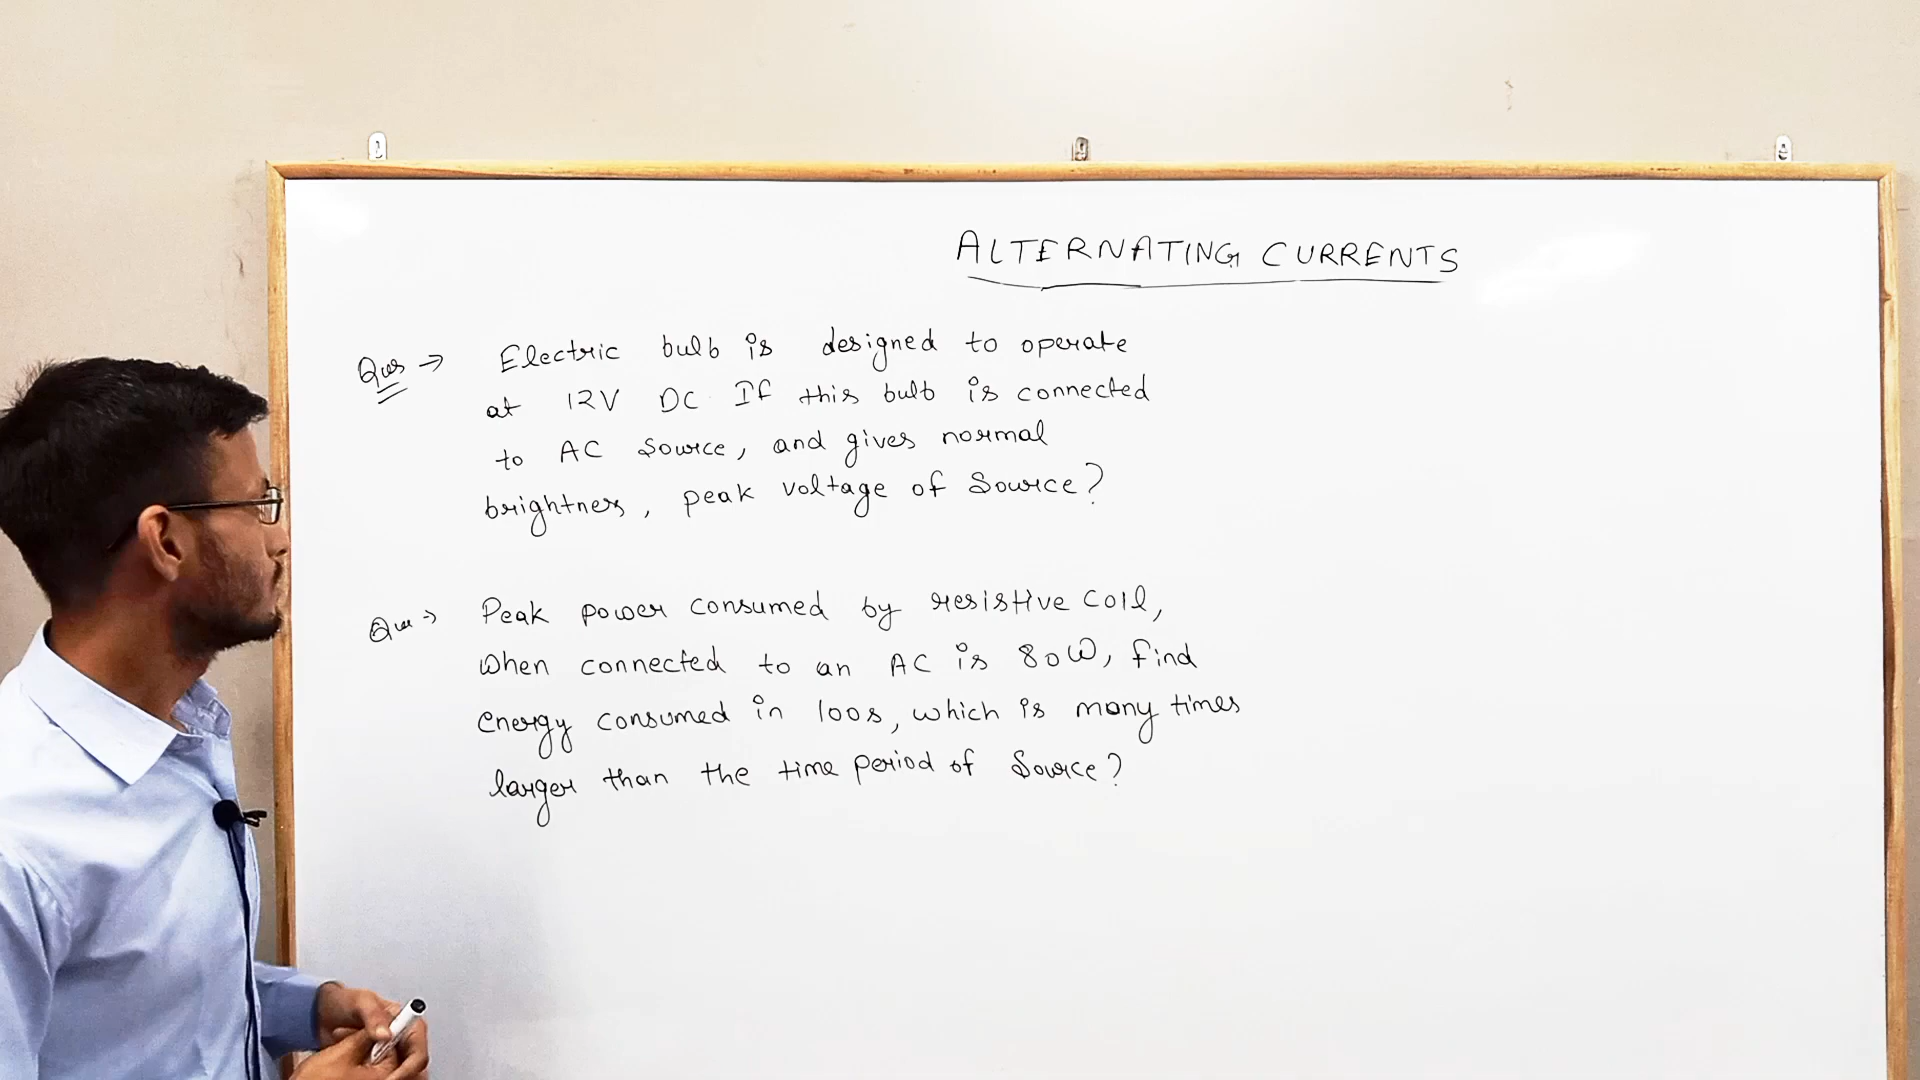 ALTERNATING CURRENTS
Ques → Electric bulb is designed to operate
at 12V DC. If this bulb is connected
to AC source, and gives normal
brightness, peak voltage of source?
Que → Peak power consumed by resistive coil,
when connected to an AC is 80W, find
energy consumed in 100s, which is many times
larger than the time period of source?